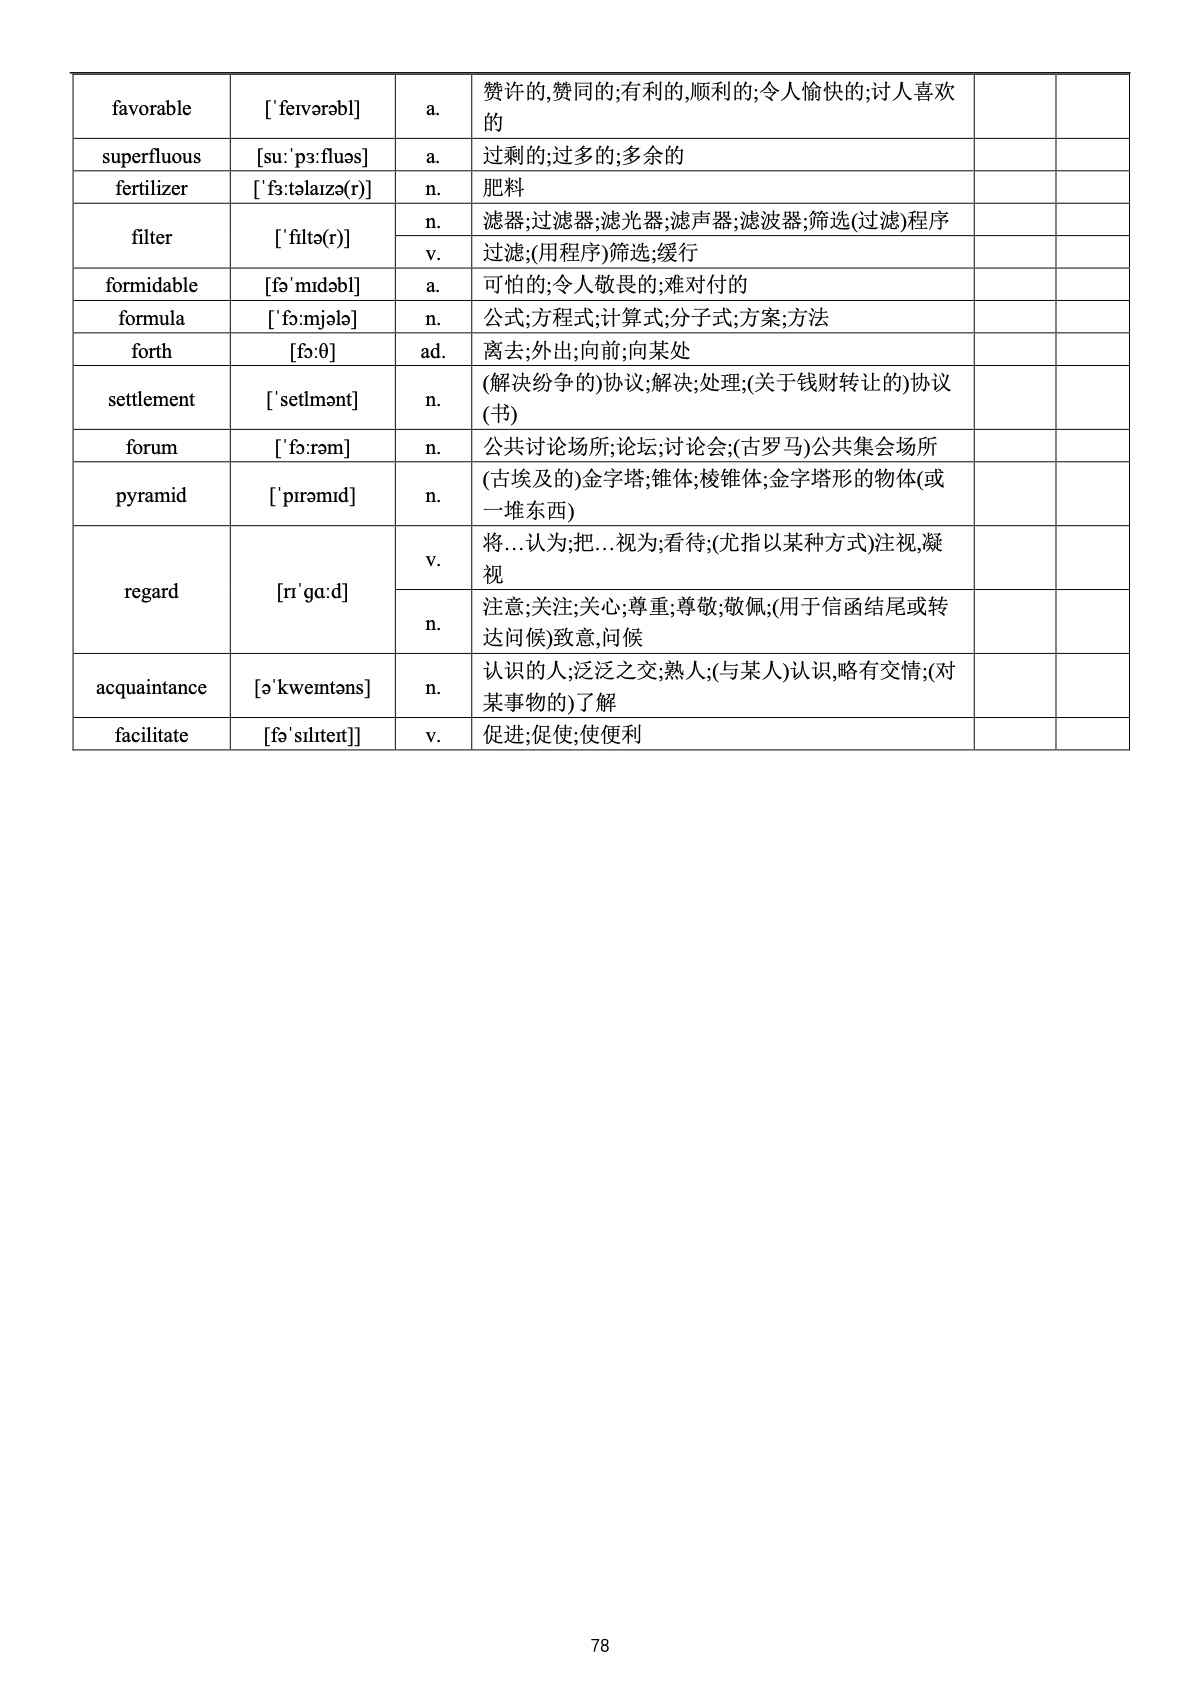 favorable [ˈfeɪvərəbl] a. 赞许的,赞同的;有利的,顺利的;令人愉快的;讨人喜欢
的
superfluous [suːˈpɜːfluəs] a. 过剩的;过多的;多余的
fertilizer [ˈfɜːtəlaɪzə(r)] n. 肥料
filter [ˈfɪltə(r)] n. 滤器;过滤器;滤光器;滤声器;滤波器;筛选(过滤)程序
v. 过滤;(用程序)筛选;缓行
formidable [fəˈmɪdəbl] a. 可怕的;令人敬畏的;难对付的
formula [ˈfɔːmjələ] n. 公式;方程式;计算式;分子式;方案;方法
forth [fɔːθ] ad. 离去;外出;向前;向某处
settlement [ˈsetlmənt] n. (解决纷争的)协议;解决;处理;(关于钱财转让的)协议
(书)
forum [ˈfɔːrəm] n. 公共讨论场所;论坛;讨论会;(古罗马)公共集会场所
pyramid [ˈpɪrəmɪd] n. (古埃及的)金字塔;锥体;棱锥体;金字塔形的物体(或
一堆东西)
regard [rɪˈɡɑːd] v. 将…认为;把…视为;看待;(尤指以某种方式)注视,凝
视
n. 注意;关注;关心;尊重;尊敬;敬佩;(用于信函结尾或转
达问候)致意,问候
acquaintance [əˈkweɪntəns] n. 认识的人;泛泛之交;熟人;(与某人)认识,略有交情;(对
某事物的)了解
facilitate [fəˈsɪlɪteɪt]] v. 促进;促使;使便利
78